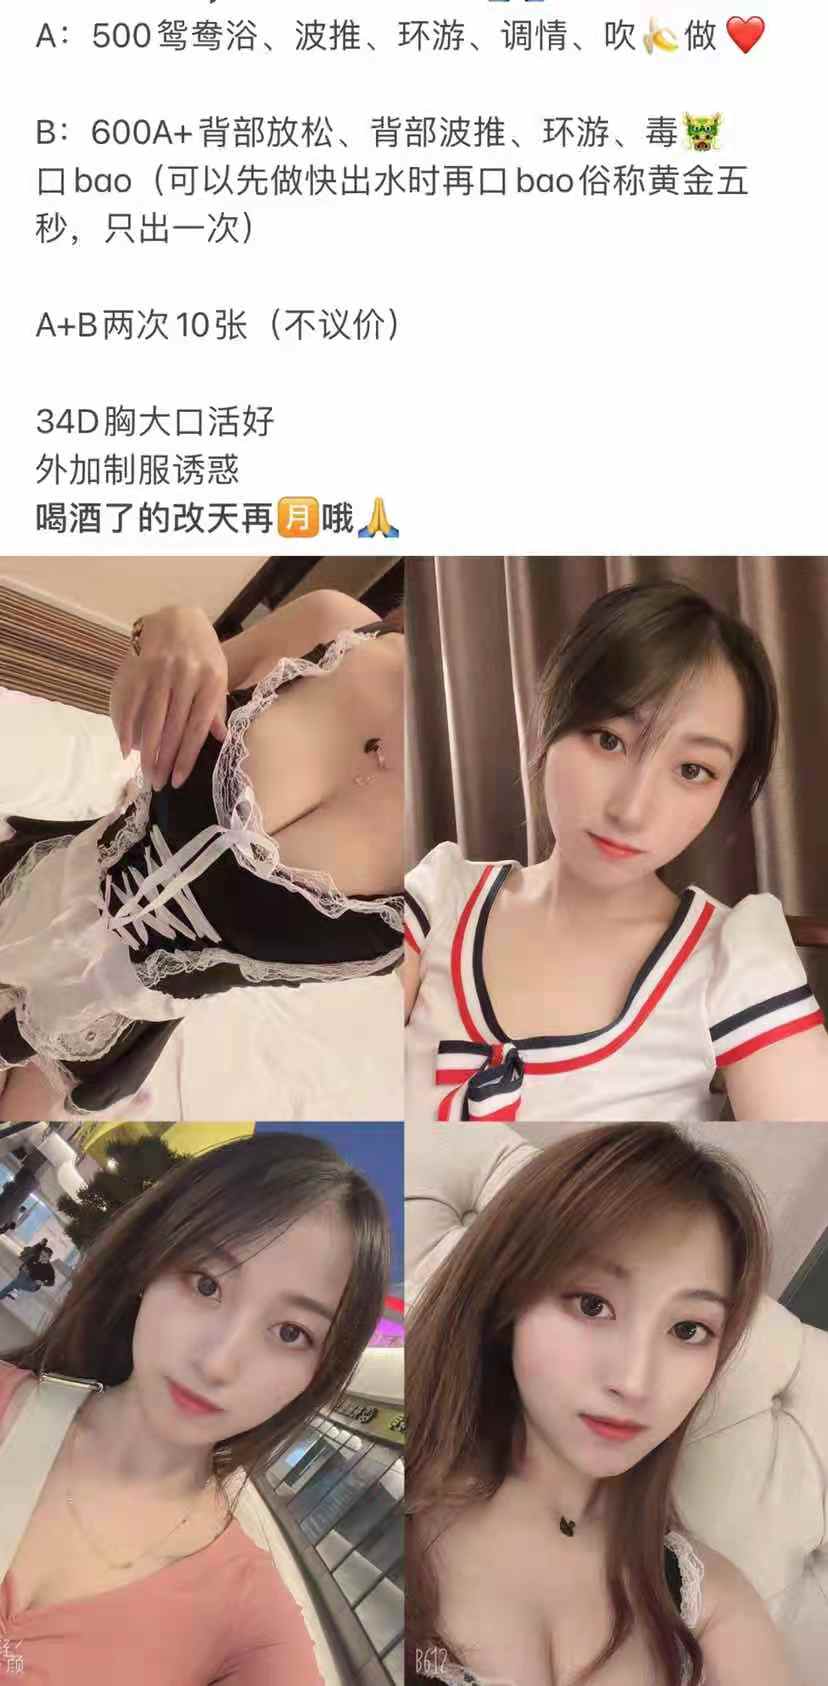 A：500鸳鸯浴、波推、环游、调情、吹🍌做❤️
B：600A+背部放松、背部波推、环游、毒🐲
口bao（可以先做快出水时再口bao俗称黄金五
秒，只出一次）
A+B两次10张（不议价）
34D胸大口活好
外加制服诱惑
喝酒了的改天再🈷️哦🙏
轻颜
B612